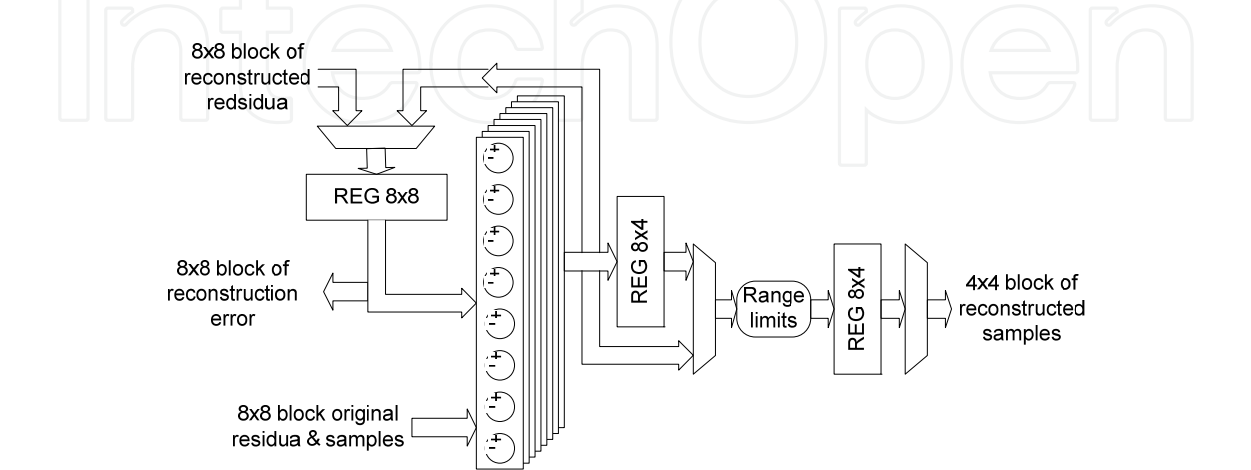 IntechOpen
8x8 block of
reconstructed
redsidua
REG 8x8
8x8 block of
reconstruction
error
8x8 block original
residua & samples
REG 8x4
Range
limits
REG 8x4
4x4 block of
reconstructed
samples